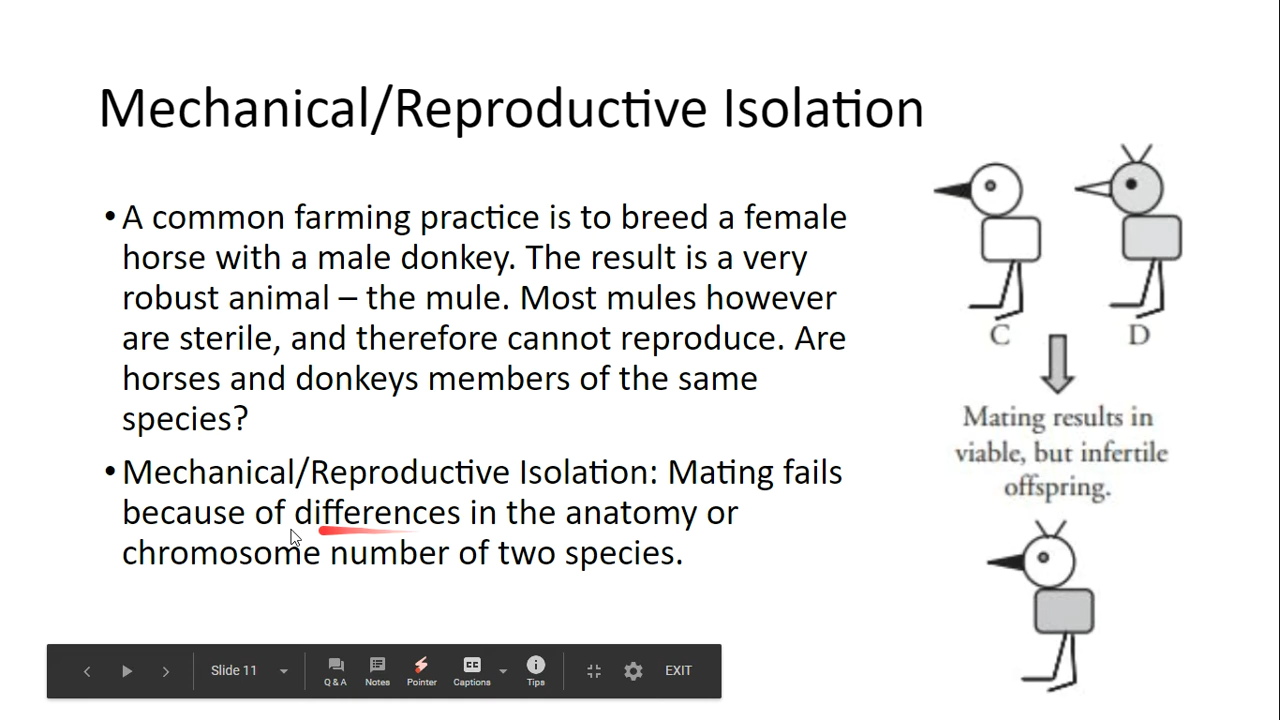 Mechanical/Reproductive Isolation
•A common farming practice is to breed a female
horse with a male donkey. The result is a very
robust animal – the mule. Most mules however
are sterile, and therefore cannot reproduce. Are
horses and donkeys members of the same
species?
•Mechanical/Reproductive Isolation: Mating fails
because of differences in the anatomy or
chromosome number of two species.
C D
Mating results in
viable, but infertile
offspring.
Slide 11
Q & A Notes Pointer Captions Tips EXIT